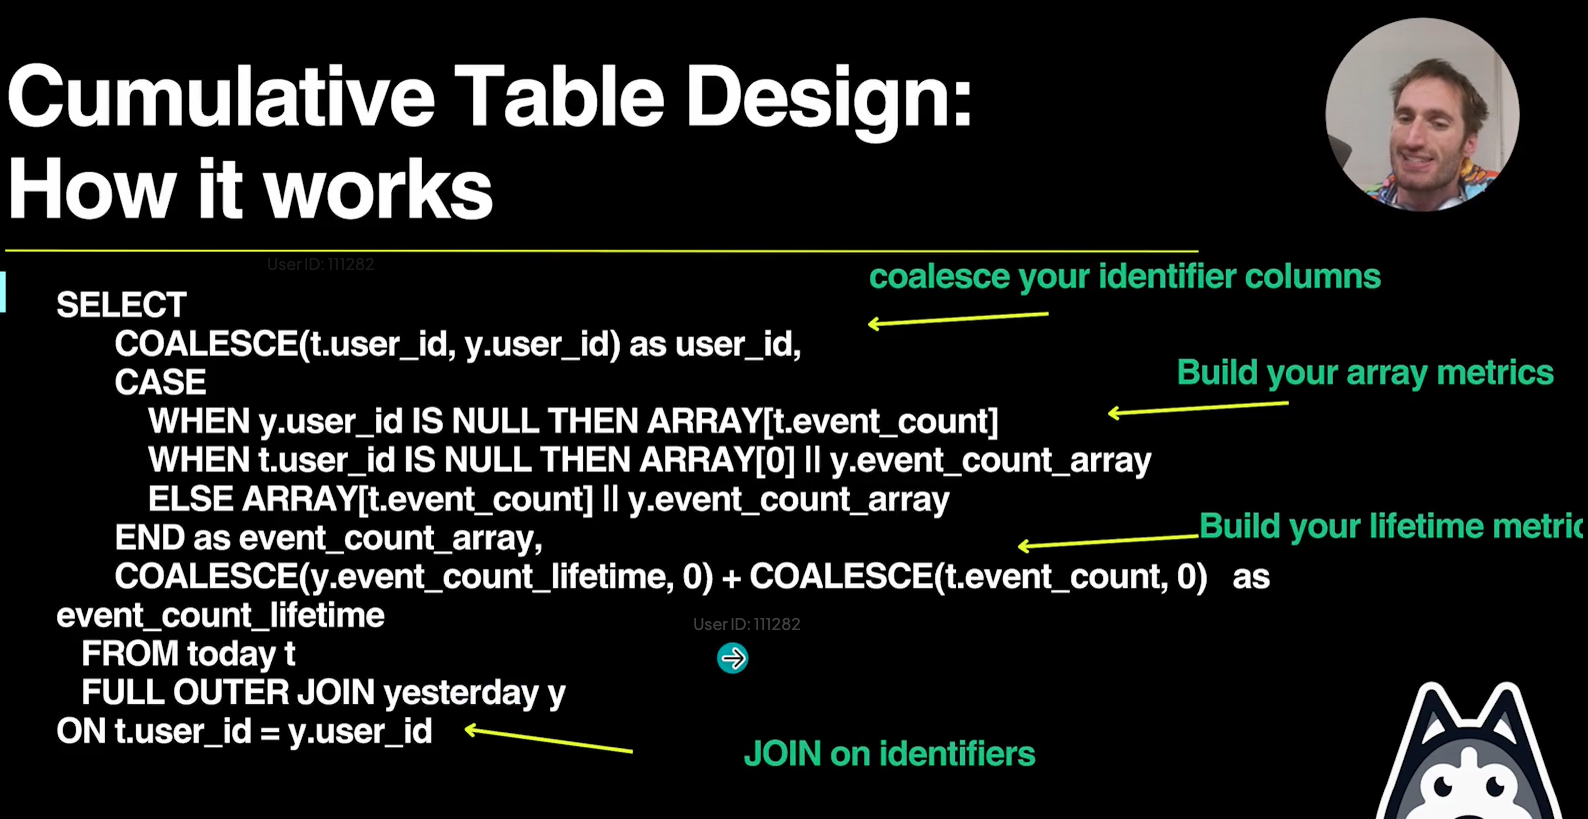 Cumulative Table Design:
How it works
User ID: 111282
coalesce your identifier columns
SELECT
COALESCE(t.user_id, y.user_id) as user_id,
CASE
Build your array metrics
WHEN y.user_id IS NULL THEN ARRAY[t.event_count]
WHEN t.user_id IS NULL THEN ARRAY[0] || y.event_count_array
ELSE ARRAY[t.event_count] || y.event_count_array
Build your lifetime metric
END as event_count_array,
COALESCE(y.event_count_lifetime, 0) + COALESCE(t.event_count, 0) as
event_count_lifetime
User ID: 111282
FROM today t
FULL OUTER JOIN yesterday y
ON t.user_id = y.user_id
JOIN on identifiers